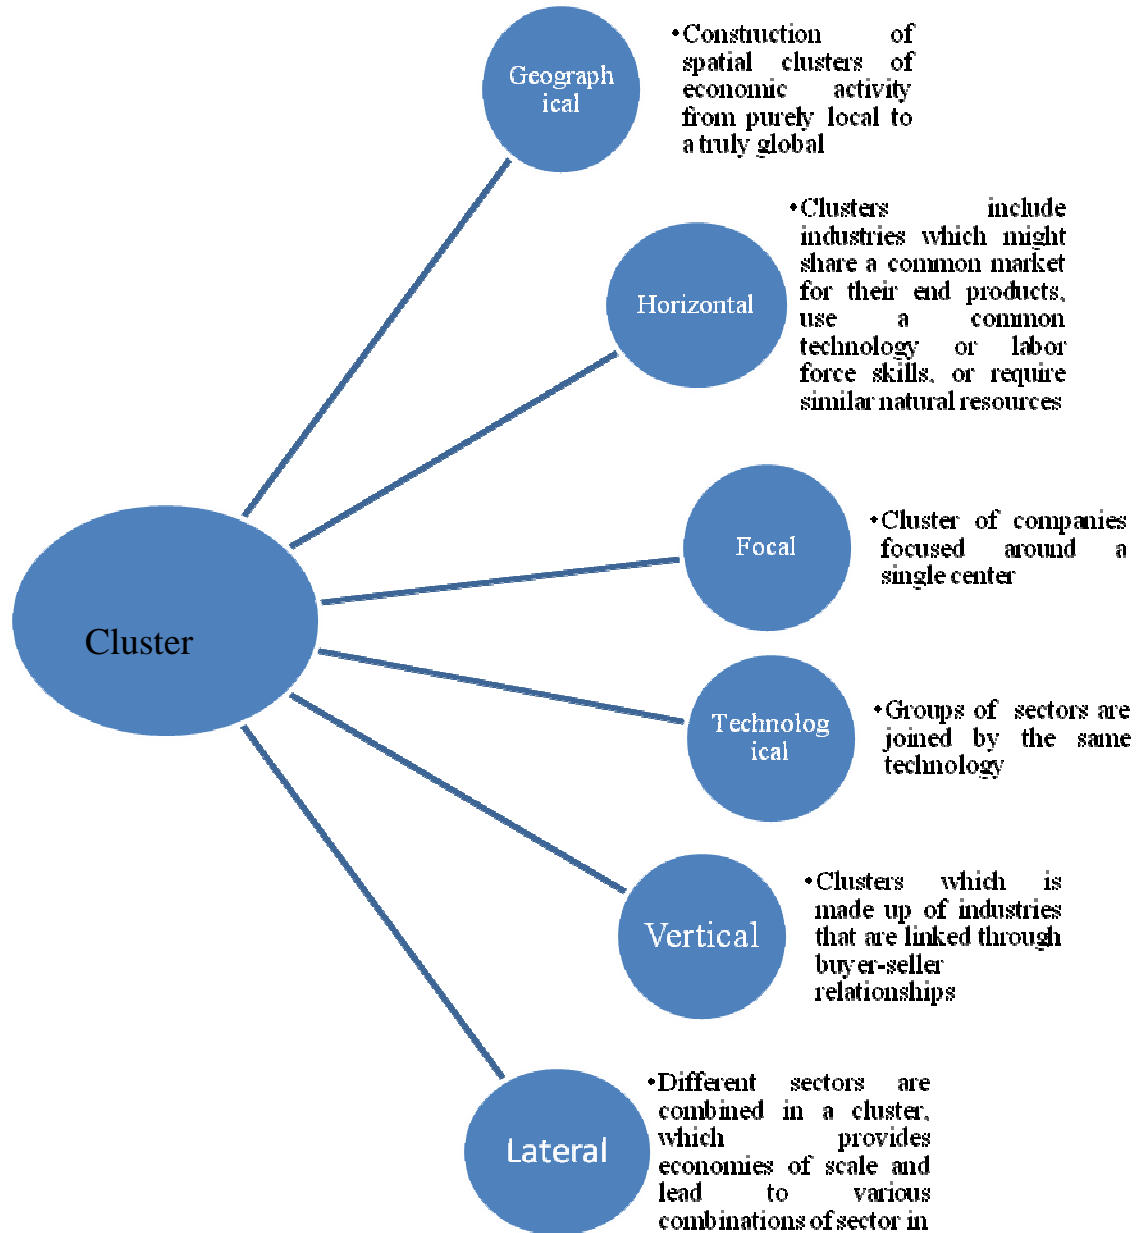 Geograph
ical
•Construction of
spatial clusters of
economic activity
from purely local to
a truly global
Horizontal
•Clusters include
industries which might
share a common market
for their end products,
use a common
technology or labor
force skills, or require
similar natural resources
Focal
•Cluster of companies
focused around a
single center
Cluster
Technolog
ical
•Groups of sectors are
joined by the same
technology
Vertical
•Clusters which is
made up of industries
that are linked through
buyer-seller
relationships
Lateral
•Different sectors are
combined in a cluster,
which provides
economies of scale and
lead to various
combinations of sector in